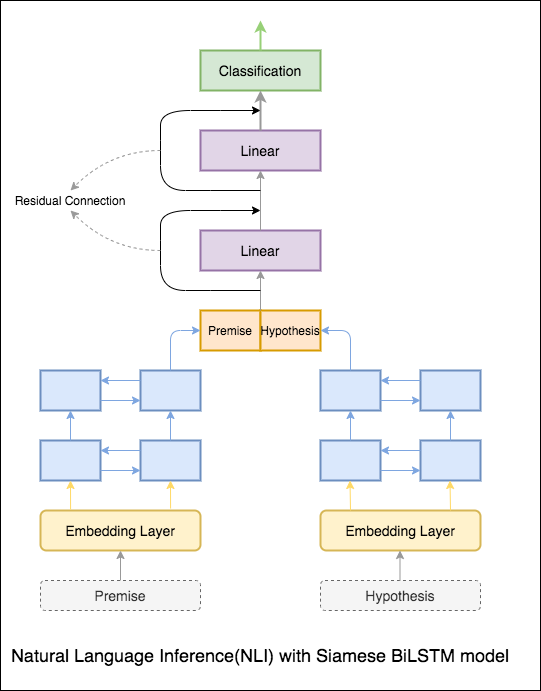 Classification
Linear
Residual Connection
Linear
Premise Hypothesis
Embedding Layer Embedding Layer
Premise Hypothesis
Natural Language Inference(NLI) with Siamese BiLSTM model